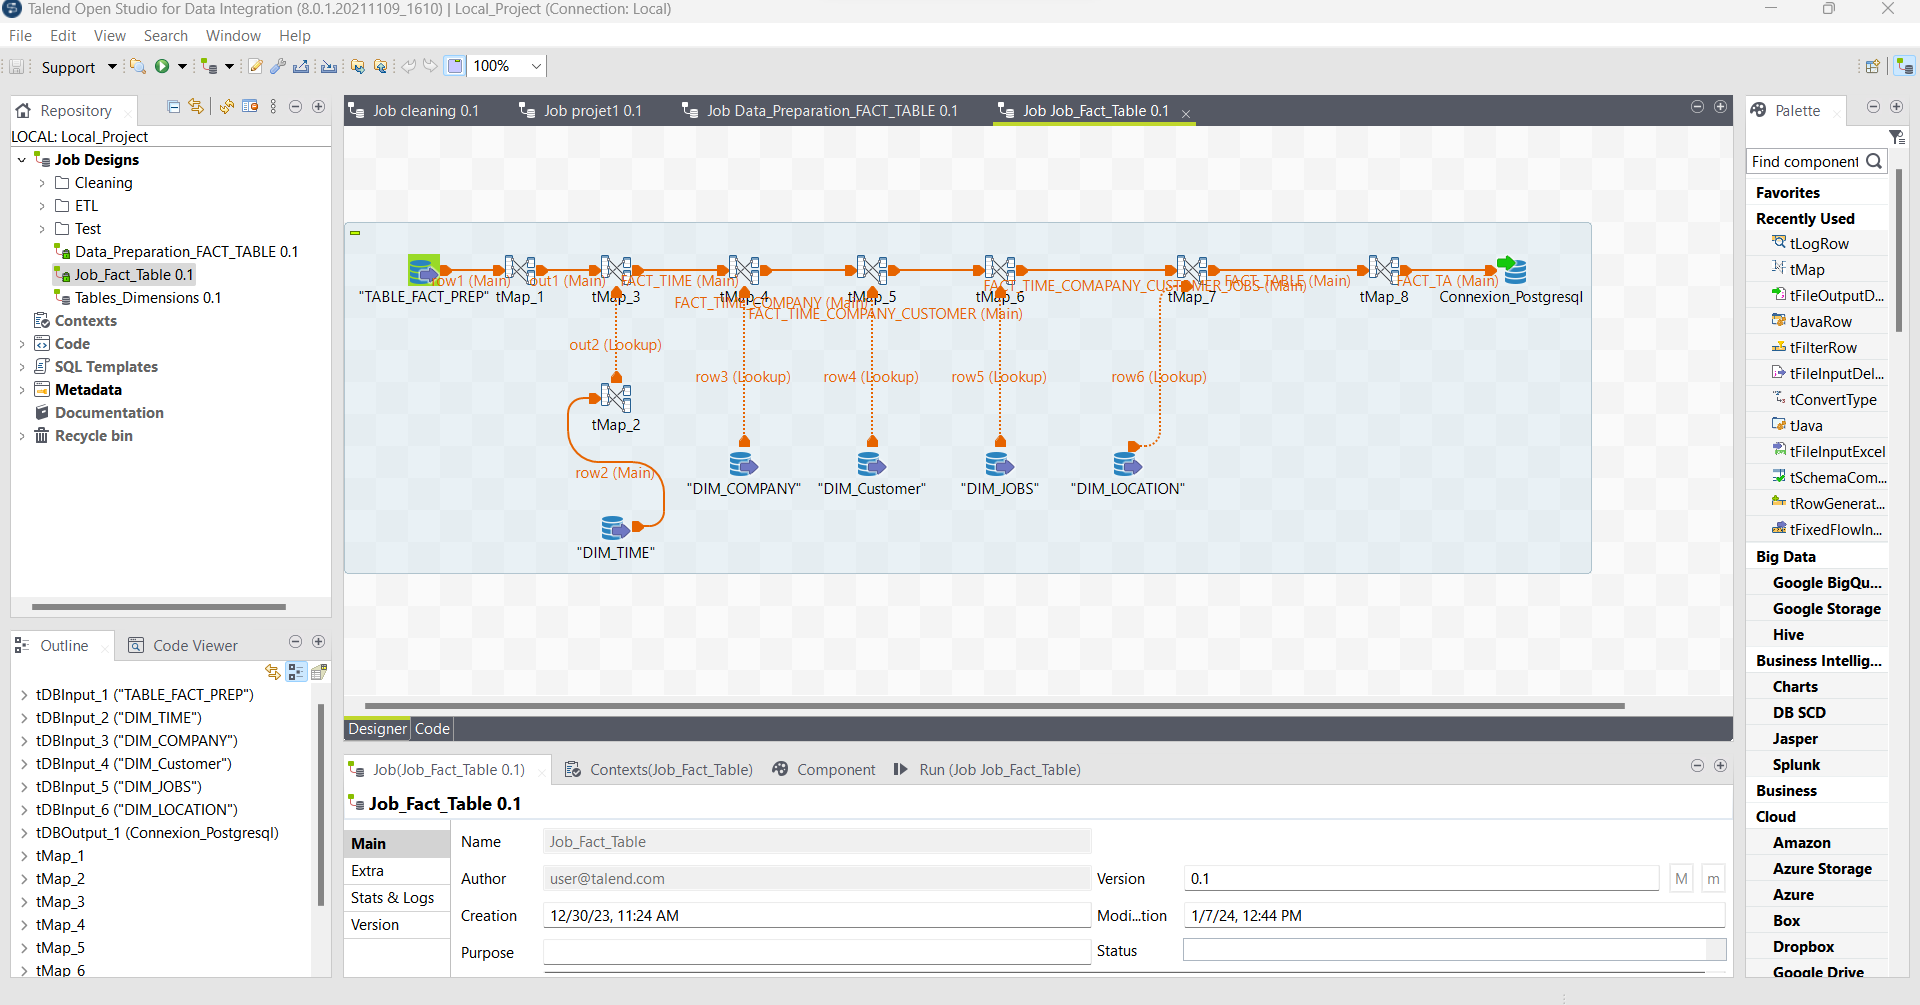 Talend Open Studio for Data Integration (8.0.1.20211109_1610) | Local_Project (Connection: Local)
File Edit View Search Window Help
Support 100%
Repository
LOCAL: Local_Project
Job Designs
Cleaning
ETL
Test
Data_Preparation_FACT_TABLE 0.1
Job_Fact_Table 0.1
Tables_Dimensions 0.1
Contexts
Code
SQL Templates
Metadata
Documentation
Recycle bin
Outline Code Viewer
tDBInput_1 ("TABLE_FACT_PREP")
tDBInput_2 ("DIM_TIME")
tDBInput_3 ("DIM_COMPANY")
tDBInput_4 ("DIM_Customer")
tDBInput_5 ("DIM_JOBS")
tDBInput_6 ("DIM_LOCATION")
tDBOutput_1 (Connexion_Postgresql)
tMap_1
tMap_2
tMap_3
tMap_4
tMap_5
tMap_6
Job cleaning 0.1 Job projet1 0.1 Job Data_Preparation_FACT_TABLE 0.1 Job Job_Fact_Table 0.1
row1 (Main) out1 (Main) FACT_TIME (Main) FACT_TIME_COMAPANY_CUSTOMER_JOBS (Main) FACT_TABLE (Main) FACT_TA (Main)
"TABLE_FACT_PREP" tMap_1 tMap_3 tMap_4 tMap_5 tMap_6 tMap_7 tMap_8 Connexion_Postgresql
FACT_TIME_COMPANY (Main)
FACT_TIME_COMPANY_CUSTOMER (Main)
out2 (Lookup)
row3 (Lookup) row4 (Lookup) row5 (Lookup) row6 (Lookup)
tMap_2
row2 (Main)
"DIM_COMPANY" "DIM_Customer" "DIM_JOBS" "DIM_LOCATION"
"DIM_TIME"
Designer Code
Job(Job_Fact_Table 0.1) Contexts(Job_Fact_Table) Component Run (Job Job_Fact_Table)
Job_Fact_Table 0.1
Main
Extra
Stats & Logs
Version
Name Job_Fact_Table
Author user@talend.com Version 0.1 M m
Creation 12/30/23, 11:24 AM Modi...tion 1/7/24, 12:44 PM
Purpose Status
Palette
Find component
Favorites
Recently Used
tLogRow
tMap
tFileOutputD...
tJavaRow
tFilterRow
tFileInputDel...
tConvertType
tJava
tFileInputExcel
tSchemaCom...
tRowGenerat...
tFixedFlowIn...
Big Data
Google BigQu...
Google Storage
Hive
Business Intellig...
Charts
DB SCD
Jasper
Splunk
Business
Cloud
Amazon
Azure Storage
Azure
Box
Dropbox
Google Drive